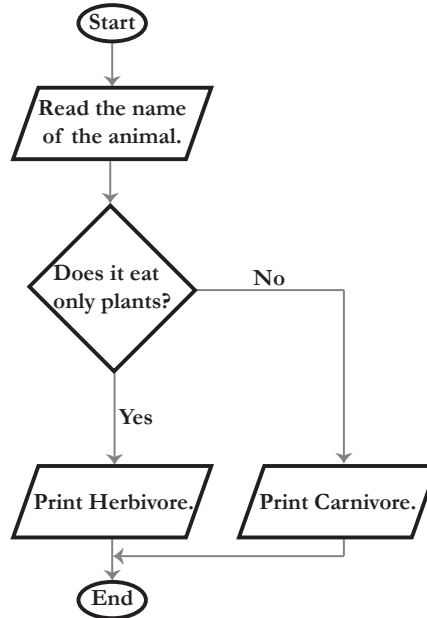 Start
Read the name
of the animal.
Does it eat
only plants?
No
Yes
Print Herbivore.
Print Carnivore.
End